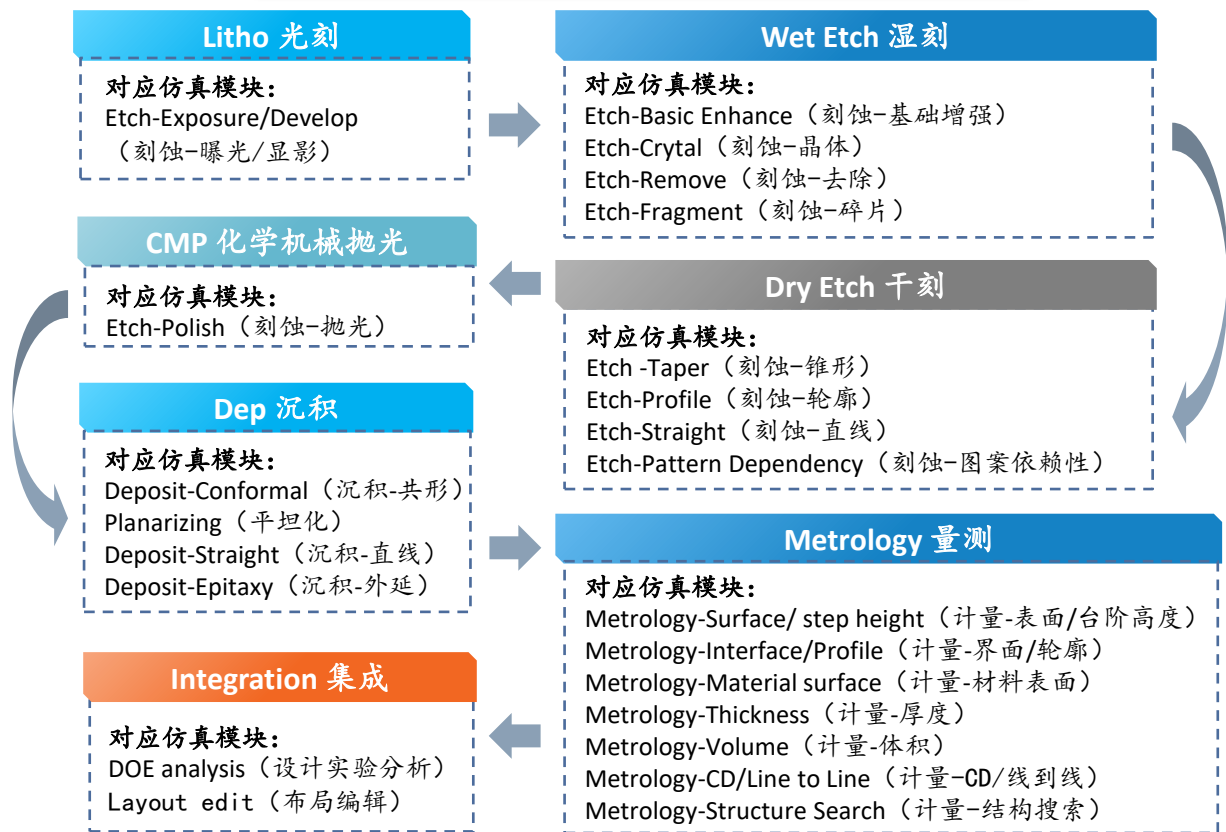 Litho 光刻
对应仿真模块：
Etch-Exposure/Develop
（刻蚀-曝光/显影）
Wet Etch 湿刻
对应仿真模块：
Etch-Basic Enhance（刻蚀-基础增强）
Etch-Crytal（刻蚀-晶体）
Etch-Remove（刻蚀-去除）
Etch-Fragment（刻蚀-碎片）
CMP 化学机械抛光
对应仿真模块：
Etch-Polish（刻蚀-抛光）
Dry Etch 干刻
对应仿真模块：
Etch -Taper（刻蚀-锥形）
Etch-Profile（刻蚀-轮廓）
Etch-Straight（刻蚀-直线）
Etch-Pattern Dependency（刻蚀-图案依赖性）
Dep 沉积
对应仿真模块：
Deposit-Conformal（沉积-共形）
Planarizing（平坦化）
Deposit-Straight（沉积-直线）
Deposit-Epitaxy（沉积-外延）
Metrology 量测
对应仿真模块：
Metrology-Surface/ step height（计量-表面/台阶高度）
Metrology-Interface/Profile（计量-界面/轮廓）
Metrology-Material surface（计量-材料表面）
Metrology-Thickness（计量-厚度）
Metrology-Volume（计量-体积）
Metrology-CD/Line to Line（计量-CD/线到线）
Metrology-Structure Search（计量-结构搜索）
Integration 集成
对应仿真模块：
DOE analysis（设计实验分析）
Layout edit（布局编辑）